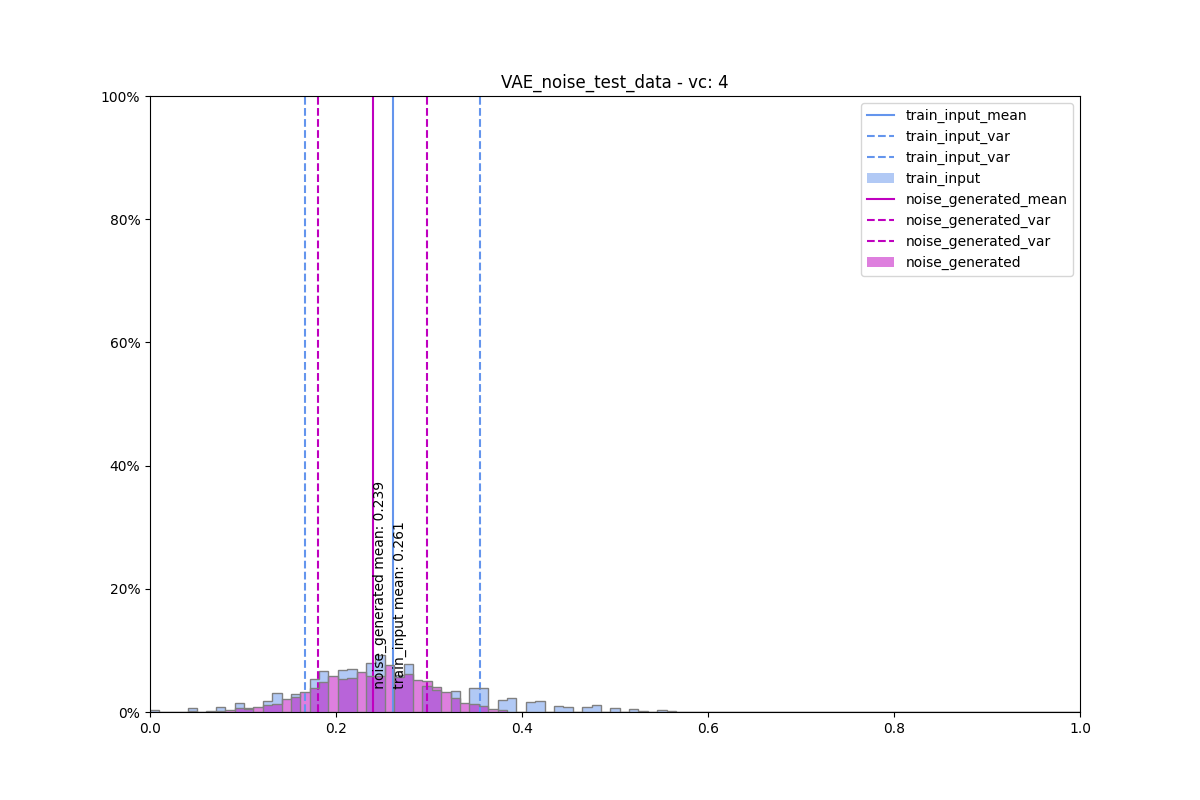 VAE_noise_test_data - vc: 4
100%
80%
60%
40%
20%
0%
train_input_mean
train_input_var
train_input_var
train_input
noise_generated_mean
noise_generated_var
noise_generated_var
noise_generated
noise_generated mean: 0.239
train_input mean: 0.261
0.0
0.2
0.4
0.6
0.8
1.0